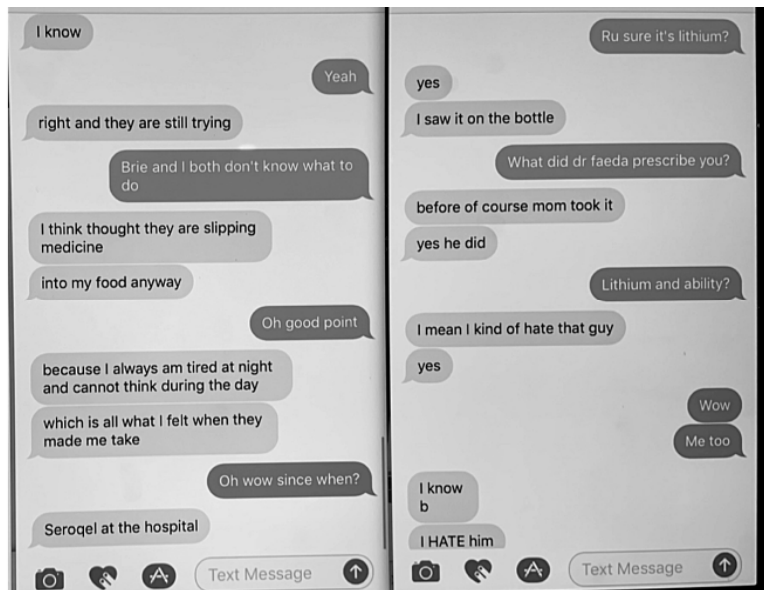 I know
Yeah
right and they are still trying
Brie and I both don't know what to
do
I think thought they are slipping
medicine
into my food anyway
Oh good point
because I always am tired at night
and cannot think during the day
which is all what I felt when they
made me take
Oh wow since when?
Seroqel at the hospital
Text Message
Ru sure it's lithium?
yes
I saw it on the bottle
What did dr faeda prescribe you?
before of course mom took it
yes he did
Lithium and ability?
I mean I kind of hate that guy
yes
Wow
Me too
I know
b
I HATE him
Text Message